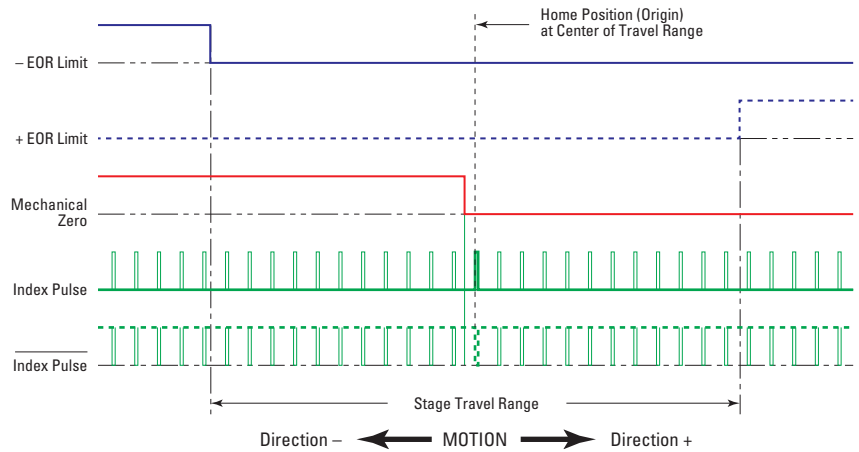 Home Position (Origin)
at Center of Travel Range
– EOR Limit
+ EOR Limit
Mechanical
Zero
Index Pulse
Index Pulse
Stage Travel Range
Direction – MOTION Direction +